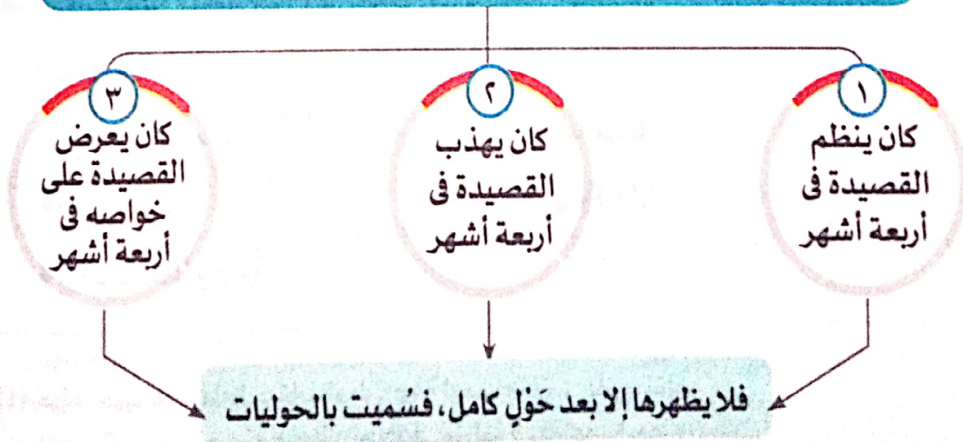 ١
كان ينظم
القصيدة فى
أربعة أشهر
٢
كان يهذب
القصيدة فى
أربعة أشهر
٣
كان يعرض
القصيدة على
خواصه فى
أربعة أشهر
فلا يظهرها إلا بعد حَوْلٍ كامل، فسُميت بالحوليات